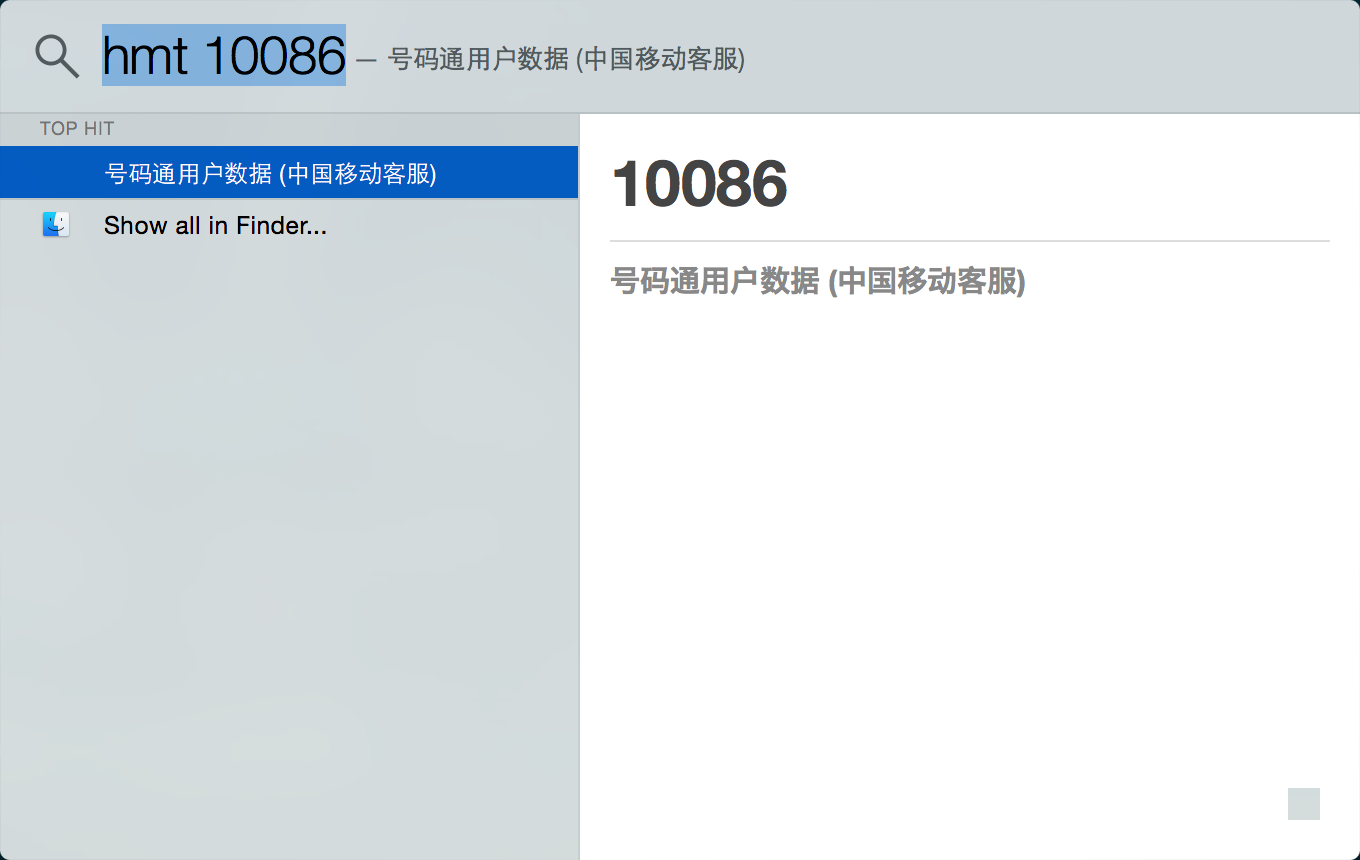 hmt 10086 — 号码通用户数据 (中国移动客服)
TOP HIT
号码通用户数据 (中国移动客服)
Show all in Finder...
10086
号码通用户数据 (中国移动客服)